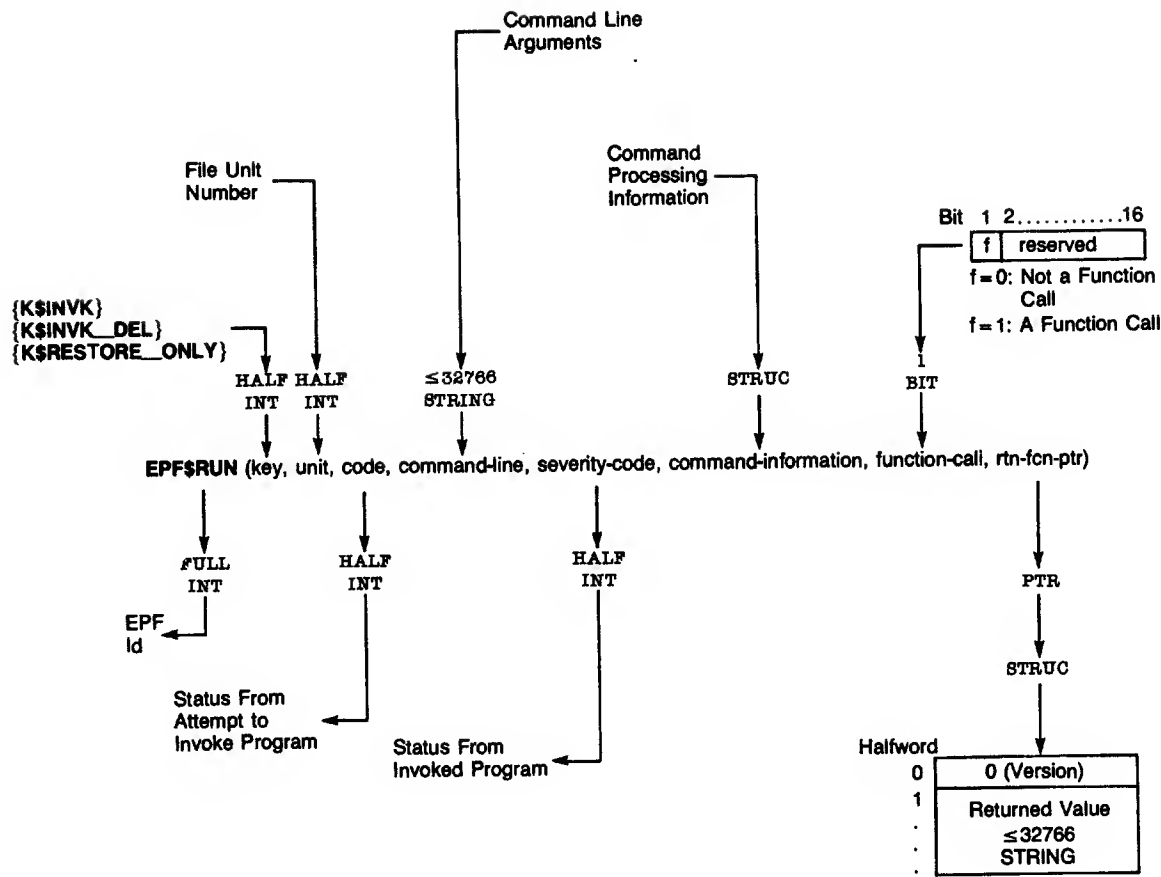 Command Line
Arguments
File Unit
Number
Command
Processing
Information
Bit 1 2............16
f reserved
f=0: Not a Function
Call
f=1: A Function Call
{K$INVK}
{K$INVK__DEL}
{K$RESTORE__ONLY}
HALF
INT
HALF
INT
≤32766
STRING
STRUC
1
BIT
EPF$RUN (key, unit, code, command-line, severity-code, command-information, function-call, rtn-fcn-ptr)
FULL
INT
HALF
INT
HALF
INT
PTR
EPF
Id
STRUC
Status From
Attempt to
Invoke Program
Status From
Invoked Program
Halfword
0 0 (Version)
1
.
.
.
Returned Value
≤32766
STRING